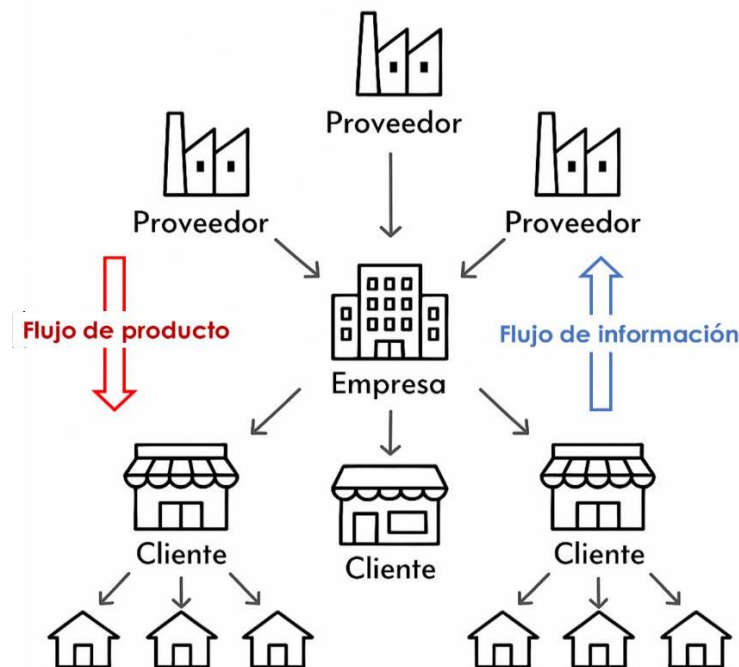 Proveedor
Proveedor
Proveedor
Flujo de producto
Flujo de información
Empresa
Cliente
Cliente
Cliente